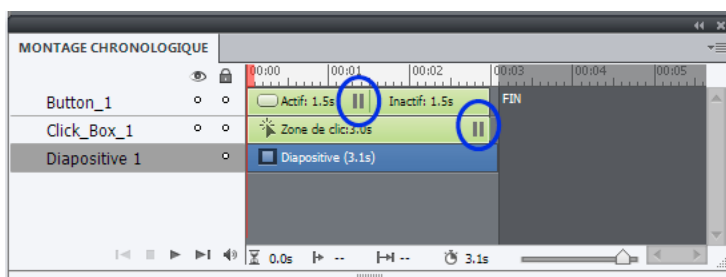 MONTAGE CHRONOLOGIQUE
00:00 00:01 00:02 00:03 00:04 00:05
Button_1 Actif: 1.5s Inactif: 1.5s FIN
Click_Box_1 Zone de clic:3.0s
Diapositive 1 Diapositive (3.1s)
0.0s -- -- 3.1s